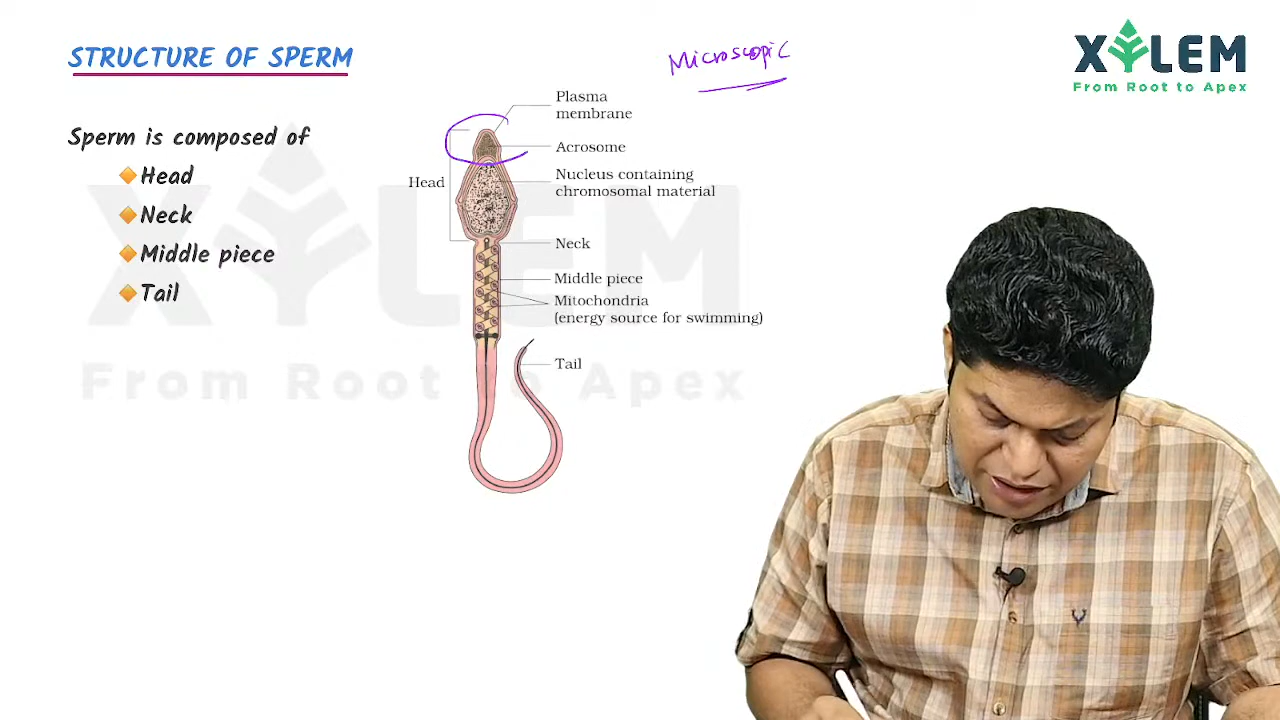 STRUCTURE OF SPERM
Microscopic
XYLEM
From Root to Apex
Sperm is composed of
Head
Neck
Middle piece
Tail
Plasma
membrane
Acrosome
Head
Nucleus containing
chromosomal material
Neck
Middle piece
Mitochondria
(energy source for swimming)
Tail
XYLEM
From Root to Apex